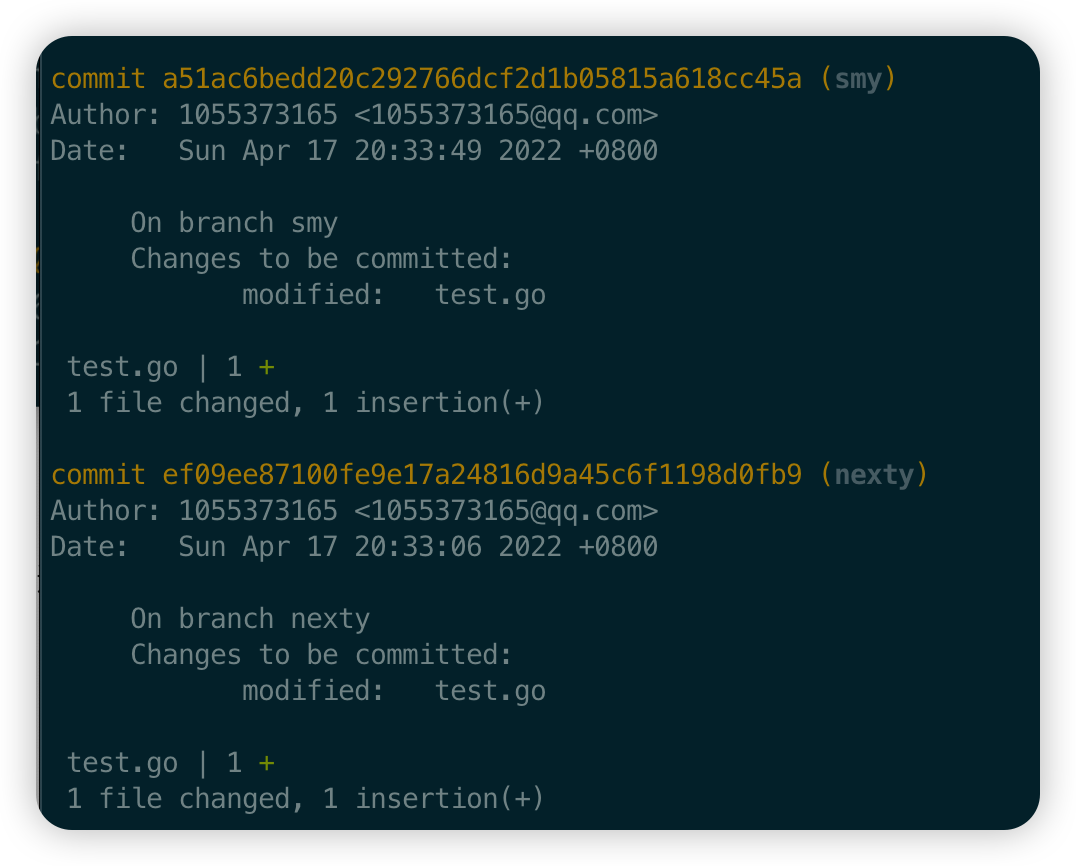 commit a51ac6bedd20c292766dcf2d1b05815a618cc45a (smy)
Author: 1055373165 <1055373165@qq.com>
Date:   Sun Apr 17 20:33:49 2022 +0800
On branch smy
Changes to be committed:
modified:   test.go
test.go | 1 +
1 file changed, 1 insertion(+)
commit ef09ee87100fe9e17a24816d9a45c6f1198d0fb9 (nexty)
Author: 1055373165 <1055373165@qq.com>
Date:   Sun Apr 17 20:33:06 2022 +0800
On branch nexty
Changes to be committed:
modified:   test.go
test.go | 1 +
1 file changed, 1 insertion(+)